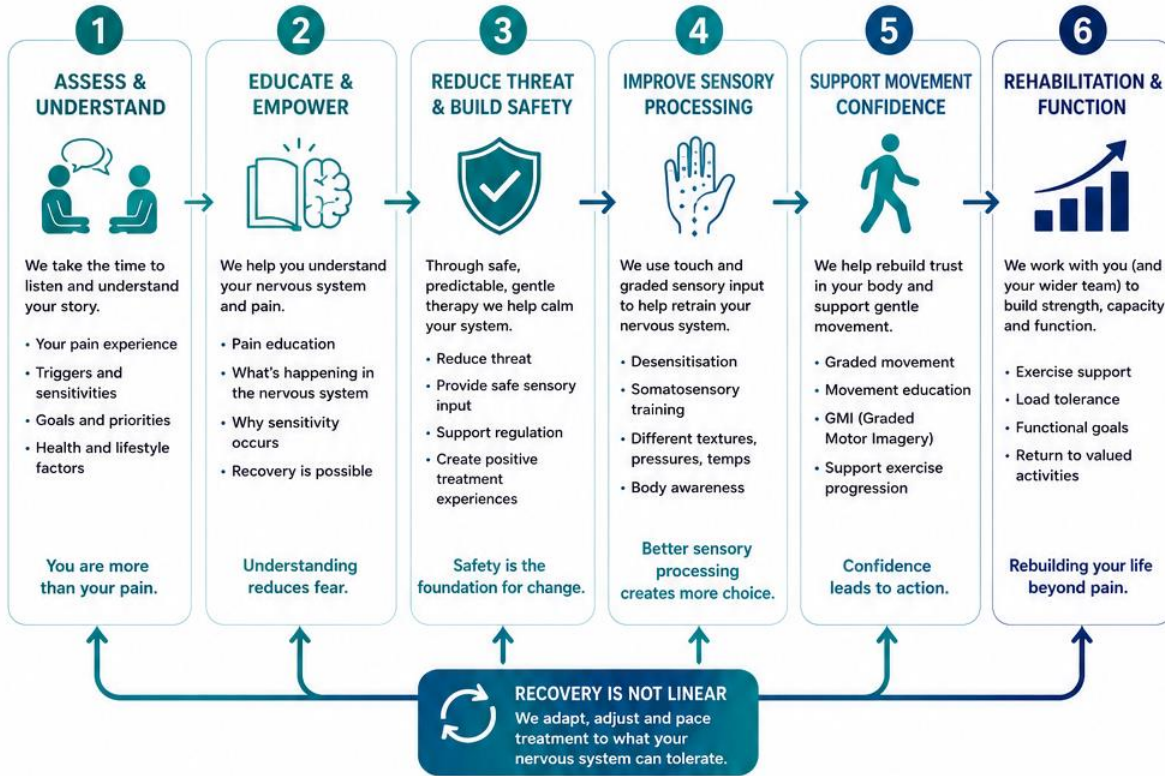 1
ASSESS &
UNDERSTAND
We take the time to
listen and understand
your story.
• Your pain experience
• Triggers and
sensitivities
• Goals and priorities
• Health and lifestyle
factors
You are more
than your pain.
2
EDUCATE &
EMPOWER
We help you understand
your nervous system
and pain.
• Pain education
• What's happening in
the nervous system
• Why sensitivity
occurs
• Recovery is possible
Understanding
reduces fear.
3
REDUCE THREAT
& BUILD SAFETY
Through safe,
predictable, gentle
therapy we help calm
your system.
• Reduce threat
• Provide safe sensory
input
• Support regulation
• Create positive
treatment
experiences
Safety is the
foundation for change.
4
IMPROVE SENSORY
PROCESSING
We use touch and
graded sensory input
to help retrain your
nervous system.
• Desensitisation
• Somatosensory
training
• Different textures,
pressures, temps
• Body awareness
Better sensory
processing
creates more choice.
5
SUPPORT MOVEMENT
CONFIDENCE
We help rebuild trust
in your body and
support gentle
movement.
• Graded movement
• Movement education
• GMI (Graded
Motor Imagery)
• Support exercise
progression
Confidence
leads to action.
6
REHABILITATION &
FUNCTION
We work with you (and
your wider team) to
build strength, capacity
and function.
• Exercise support
• Load tolerance
• Functional goals
• Return to valued
activities
Rebuilding your life
beyond pain.
RECOVERY IS NOT LINEAR
We adapt, adjust and pace
treatment to what your
nervous system can tolerate.